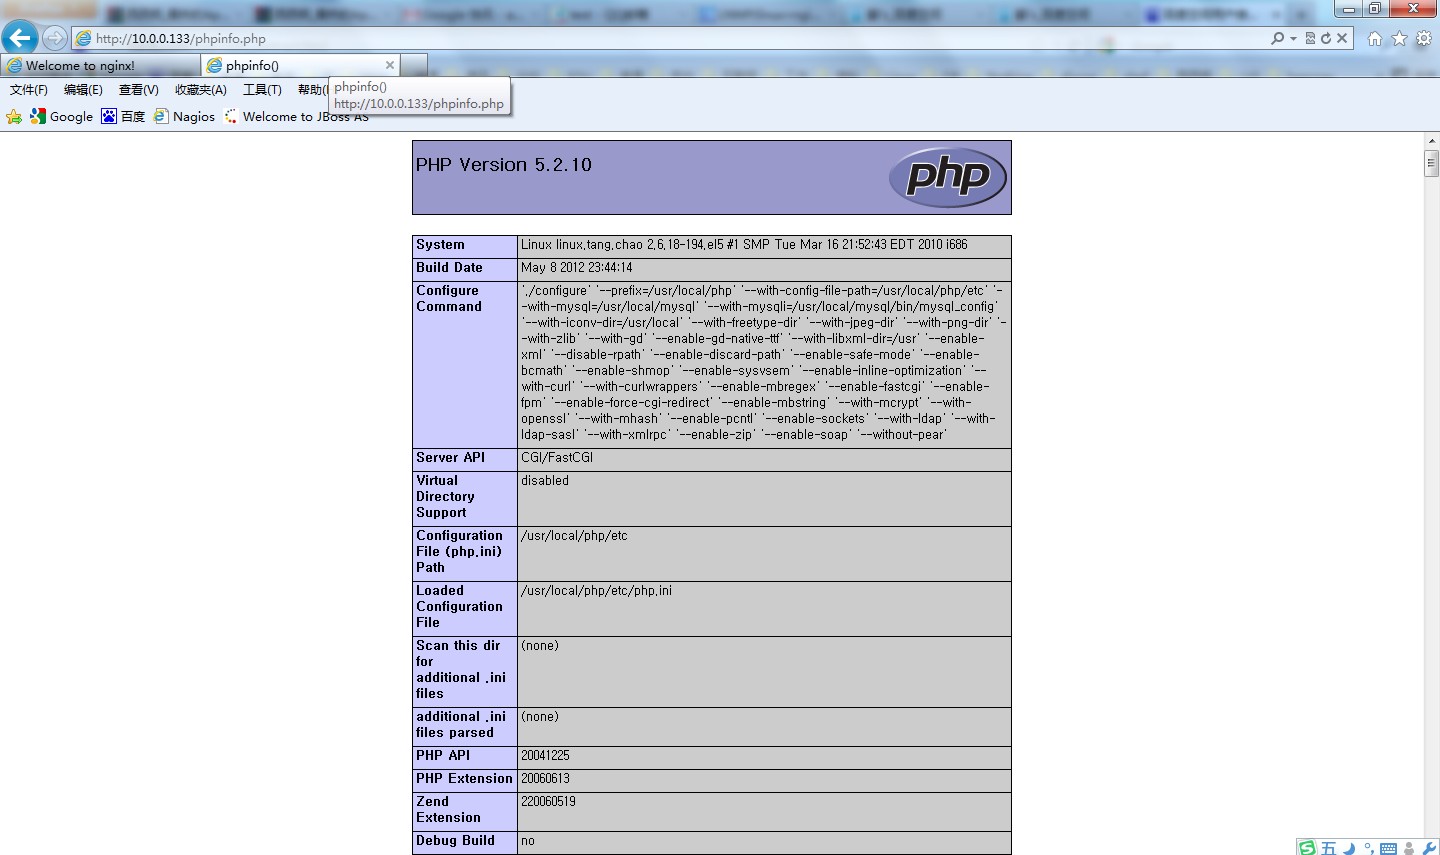 http://10.0.0.133/phpinfo.php
Welcome to nginx!
phpinfo()
文件(F) 编辑(E) 查看(V) 收藏夹(A) 工具(T) 帮助(
phpinfo()
http://10.0.0.133/phpinfo.php
Google 百度 Nagios Welcome to JBoss AS
PHP Version 5.2.10
php
System Linux linux.tang.chao 2.6.18-194.el5 #1 SMP Tue Mar 16 21:52:43 EDT 2010 i686
Build Date May 8 2012 23:44:14
Configure Command
'./configure' '--prefix=/usr/local/php' '--with-config-file-path=/usr/local/php/etc' '-
-with-mysql=/usr/local/mysql' '--with-mysqli=/usr/local/mysql/bin/mysql_config'
'--with-iconv-dir=/usr/local' '--with-freetype-dir' '--with-jpeg-dir' '--with-png-dir' '-
-with-zlib' '--with-gd' '--enable-gd-native-ttf' '--with-libxml-dir=/usr' '--enable-
xml' '--disable-rpath' '--enable-discard-path' '--enable-safe-mode' '--enable-
bcmath' '--enable-shmop' '--enable-sysvsem' '--enable-inline-optimization' '--
with-curl' '--with-curlwrappers' '--enable-mbregex' '--enable-fastcgi' '--enable-
fpm' '--enable-force-cgi-redirect' '--enable-mbstring' '--with-mcrypt' '--with-
openssl' '--with-mhash' '--enable-pcntl' '--enable-sockets' '--with-ldap' '--with-
ldap-sasl' '--with-xmlrpc' '--enable-zip' '--enable-soap' '--without-pear'
Server API CGI/FastCGI
Virtual
Directory
Support
disabled
Configuration
File (php.ini)
Path
/usr/local/php/etc
Loaded
Configuration
File
/usr/local/php/etc/php.ini
Scan this dir
for
additional .ini
files
(none)
additional .ini
files parsed
(none)
PHP API 20041225
PHP Extension 20060613
Zend
Extension
220060519
Debug Build no
五